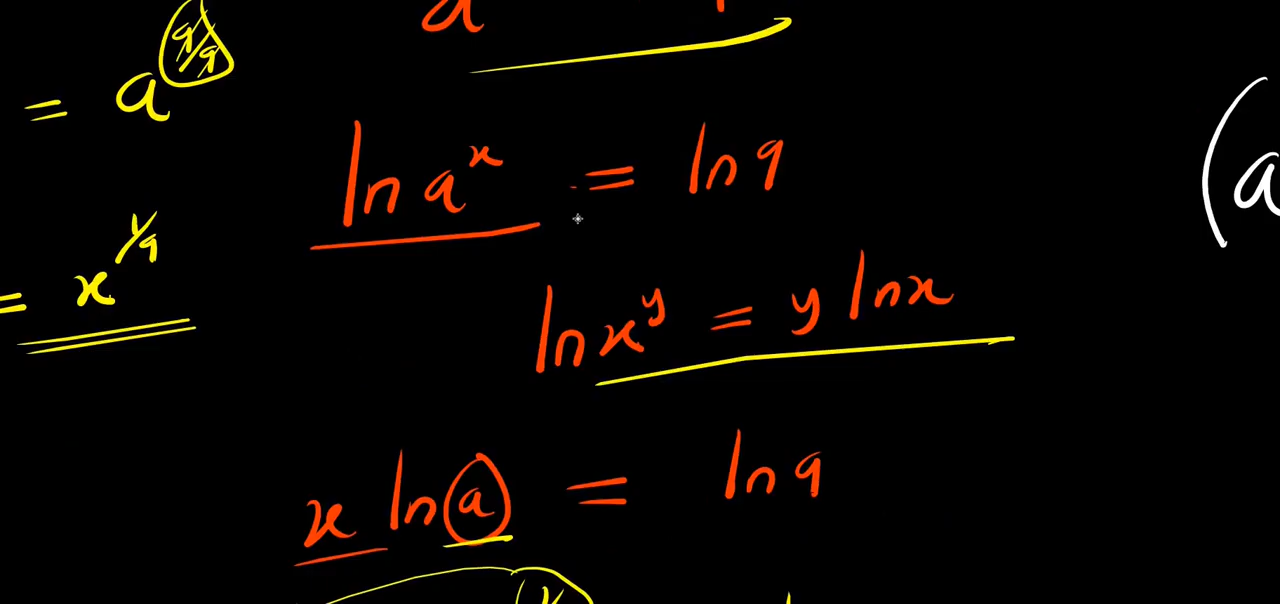 = a^(9/9)
ln a^x = ln 9
= x^(1/9)
ln x^y = y ln x
x ln a = ln 9
(a